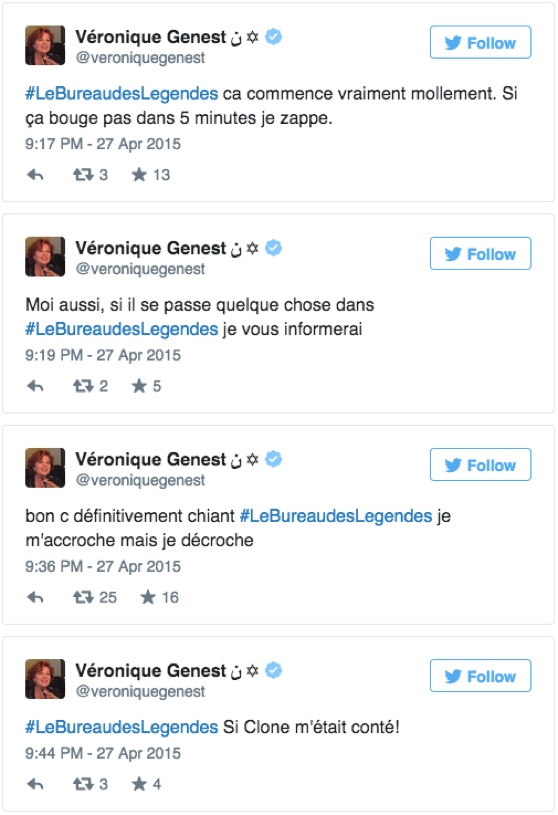 Véronique Genest ن ✡
@veroniquegenest
Follow
#LeBureaudesLegendes ca commence vraiment mollement. Si
ça bouge pas dans 5 minutes je zappe.
9:17 PM - 27 Apr 2015
3 13
Véronique Genest ن ✡
@veroniquegenest
Follow
Moi aussi, si il se passe quelque chose dans
#LeBureaudesLegendes je vous informerai
9:19 PM - 27 Apr 2015
2 5
Véronique Genest ن ✡
@veroniquegenest
Follow
bon c définitivement chiant #LeBureaudesLegendes je
m'accroche mais je décroche
9:36 PM - 27 Apr 2015
25 16
Véronique Genest ن ✡
@veroniquegenest
Follow
#LeBureaudesLegendes Si Clone m'était conté!
9:44 PM - 27 Apr 2015
3 4